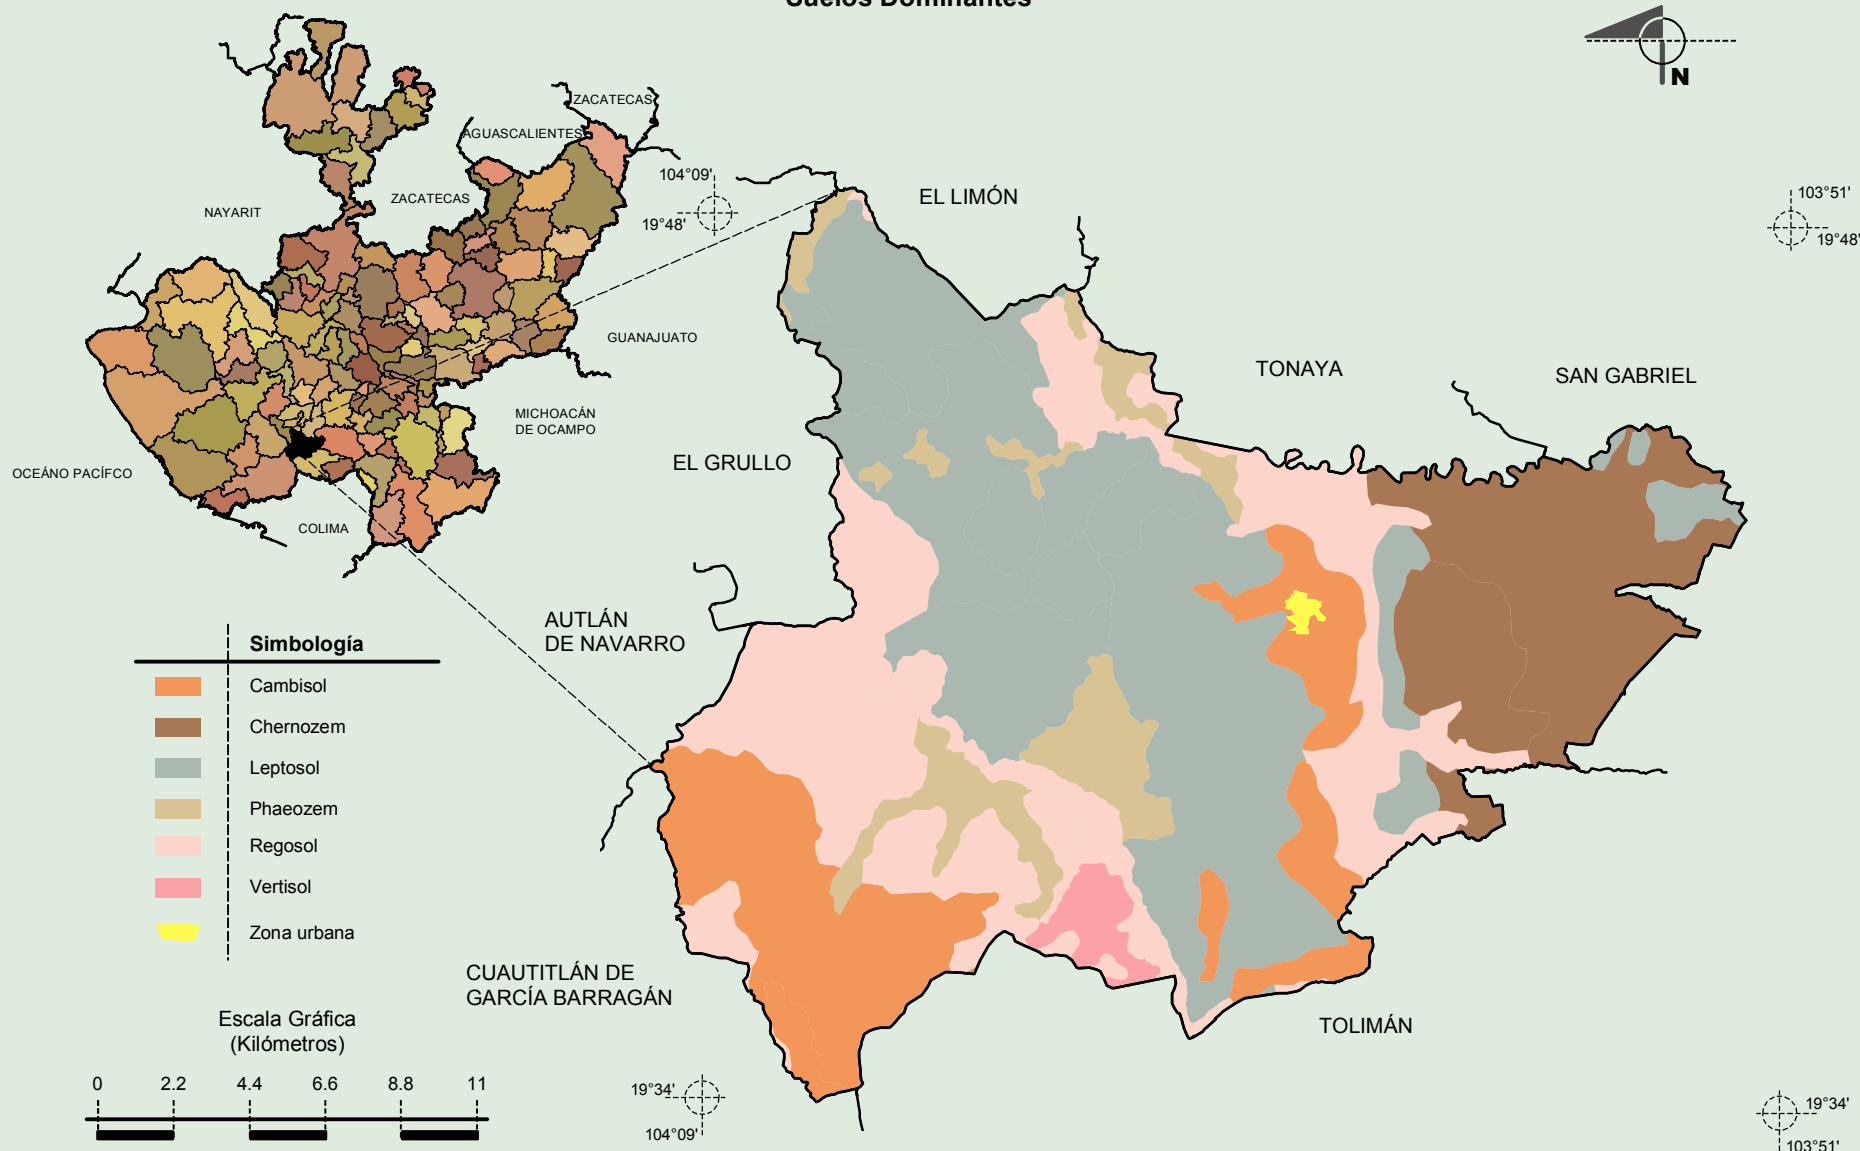 Suelos Dominantes
N
ZACATECAS
AGUASCALIENTES
ZACATECAS
NAYARIT
GUANAJUATO
MICHOACÁN
DE OCAMPO
OCEÁNO PACÍFCO
COLIMA
104°09'
19°48'
103°51'
19°48'
EL LIMÓN
TONAYA
SAN GABRIEL
EL GRULLO
AUTLÁN
DE NAVARRO
CUAUTITLÁN DE
GARCÍA BARRAGÁN
TOLIMÁN
Simbología
Cambisol
Chernozem
Leptosol
Phaeozem
Regosol
Vertisol
Zona urbana
Escala Gráfica
(Kilómetros)
0 2.2 4.4 6.6 8.8 11
19°34'
104°09'
19°34'
103°51'